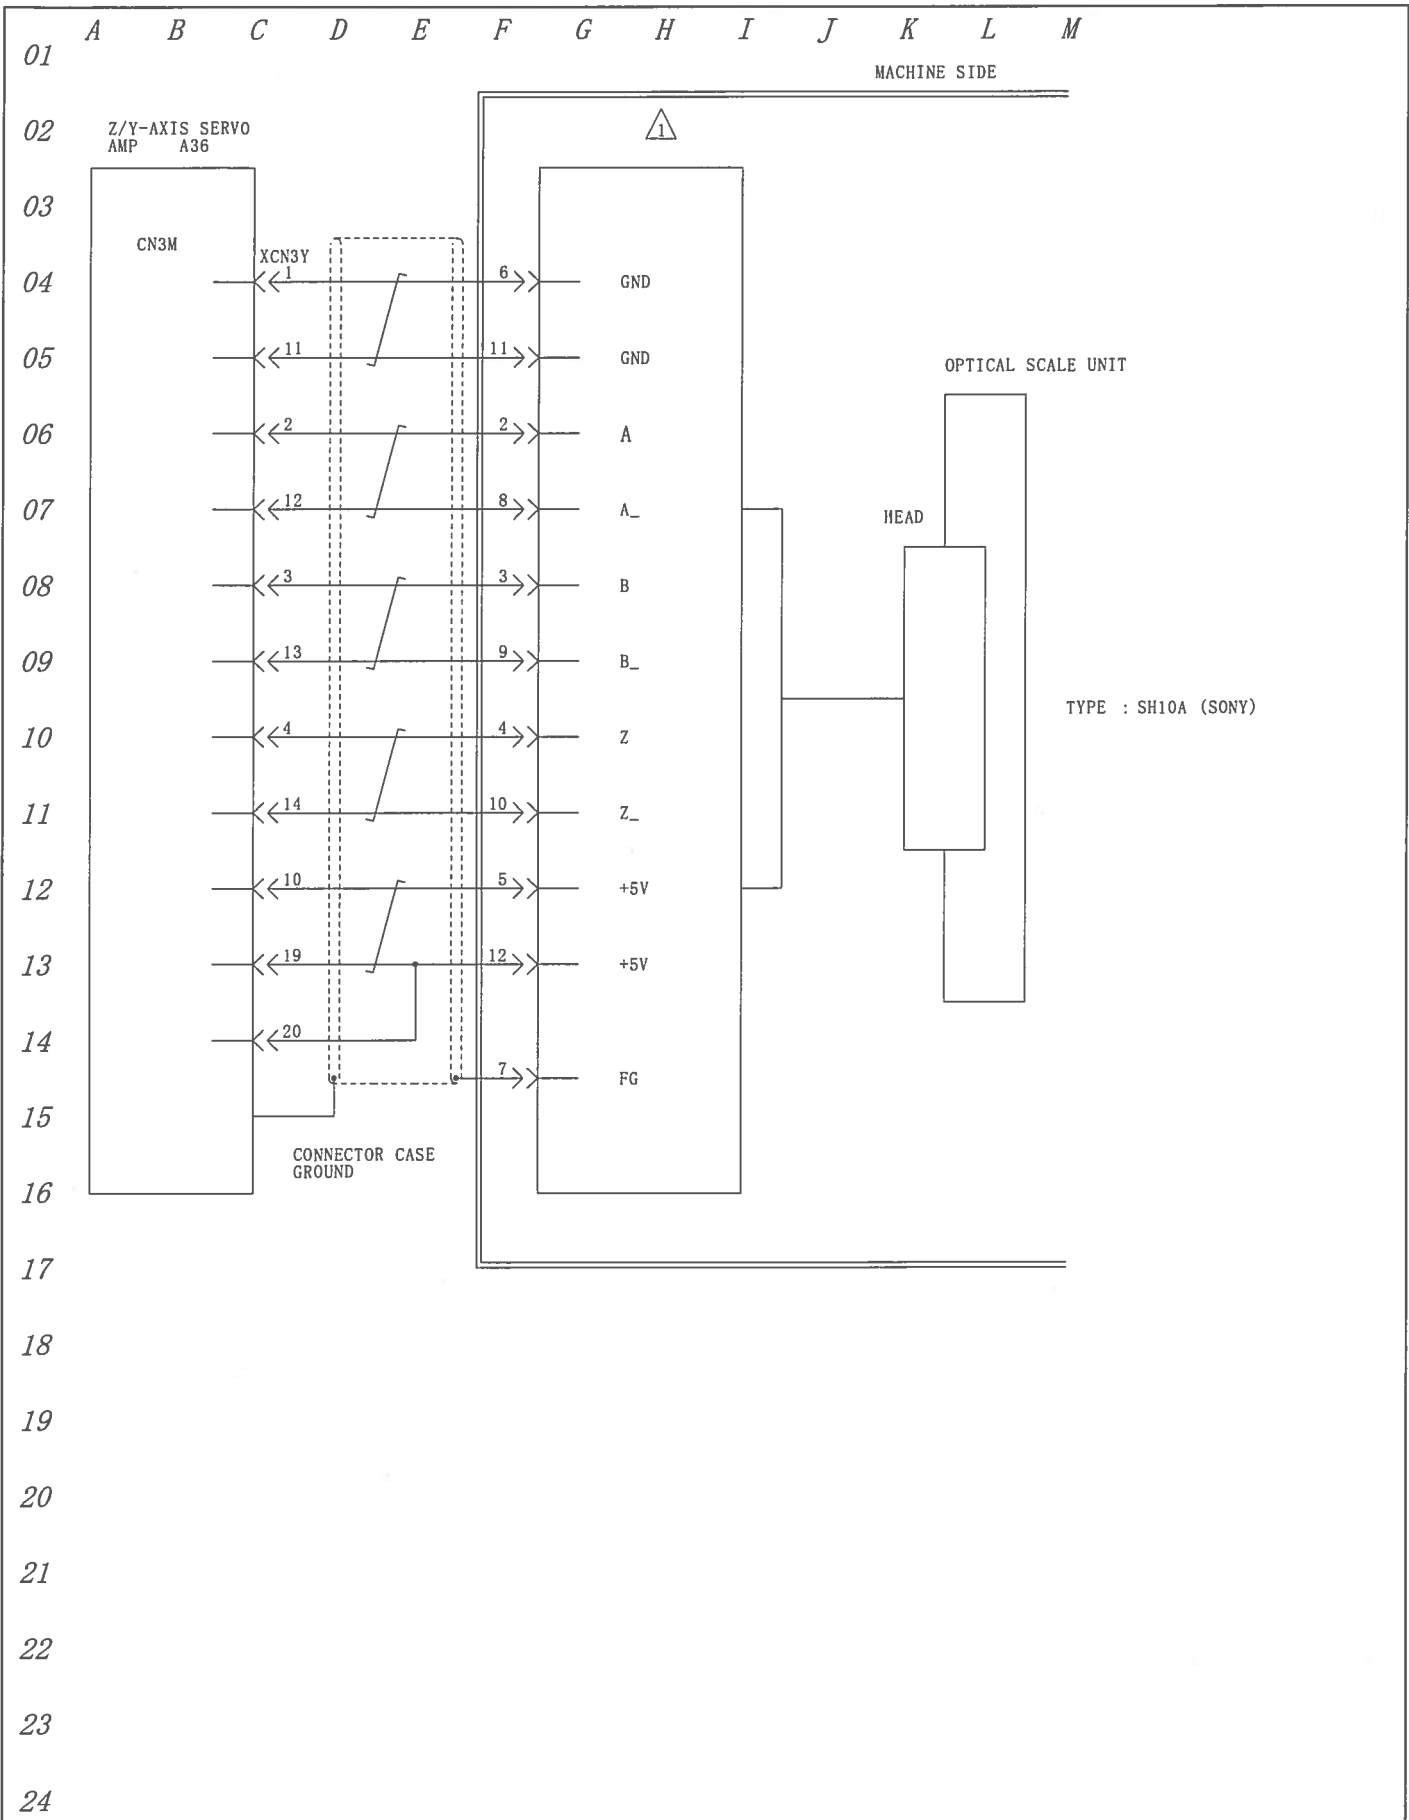 A B C D E F G H I J K L M
01
MACHINE SIDE
02
Z/Y-AXIS SERVO
AMP A36
1
03
CN3M
XCN3Y
04 1 6 GND
05 11 11 GND
OPTICAL SCALE UNIT
06 2 2 A
07 12 8 A_
HEAD
08 3 3 B
09 13 9 B_
TYPE : SH10A (SONY)
10 4 4 Z
11 14 10 Z_
12 10 5 +5V
13 19 12 +5V
14 20
7 FG
15
CONNECTOR CASE
GROUND
16
17
18
19
20
21
22
23
24